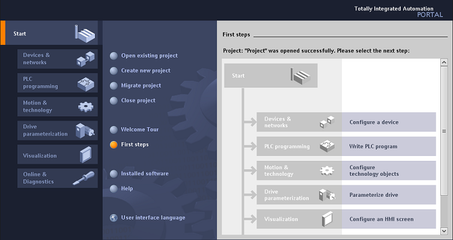 Totally Integrated Automation
PORTAL
Start
Devices &
networks
PLC
programming
Motion &
technology
Drive
parameterization
Visualization
Online &
Diagnostics
Open existing project
Create new project
Migrate project
Close project
Welcome Tour
First steps
Installed software
Help
User interface language
First steps
Project: "Project" was opened successfully. Please select the next step:
Start
Devices &
networks
Configure a device
PLC programming
Write PLC program
Motion &
technology
Configure
technology objects
Drive
parameterization
Parametrize drive
Visualization
Configure an HMI screen